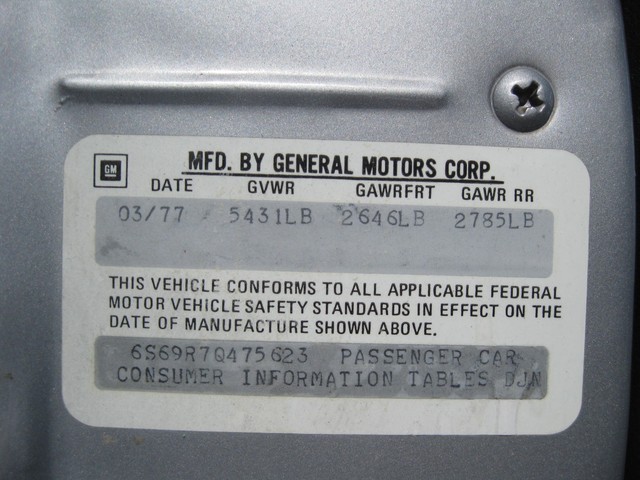 GM
MFD. BY GENERAL MOTORS CORP.
DATE GVWR GAWRFRT GAWR RR
03/77 5431LB 2646LB 2785LB
THIS VEHICLE CONFORMS TO ALL APPLICABLE FEDERAL
MOTOR VEHICLE SAFETY STANDARDS IN EFFECT ON THE
DATE OF MANUFACTURE SHOWN ABOVE.
6S69R7Q475623 PASSENGER CAR
CONSUMER INFORMATION TABLES DJN